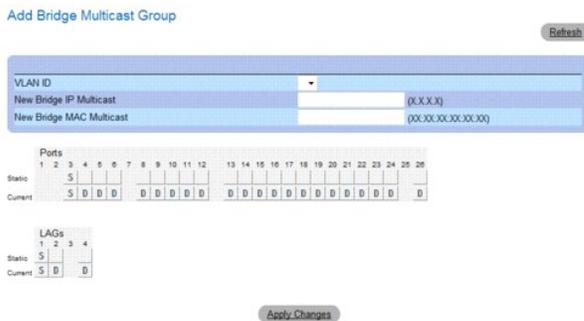 Add Bridge Multicast Group
Refresh
VLAN ID
New Bridge IP Multicast (X.X.X.X)
New Bridge MAC Multicast (XX:XX:XX:XX:XX:XX)
Ports
1 2 3 4 5 6 7 8 9 10 11 12 13 14 15 16 17 18 19 20 21 22 23 24 25 26
Static S
Current S D D D D D D D D D D D D D D D D D D D D D
LAGs
1 2 3 4
Static S
Current S D D
Apply Changes